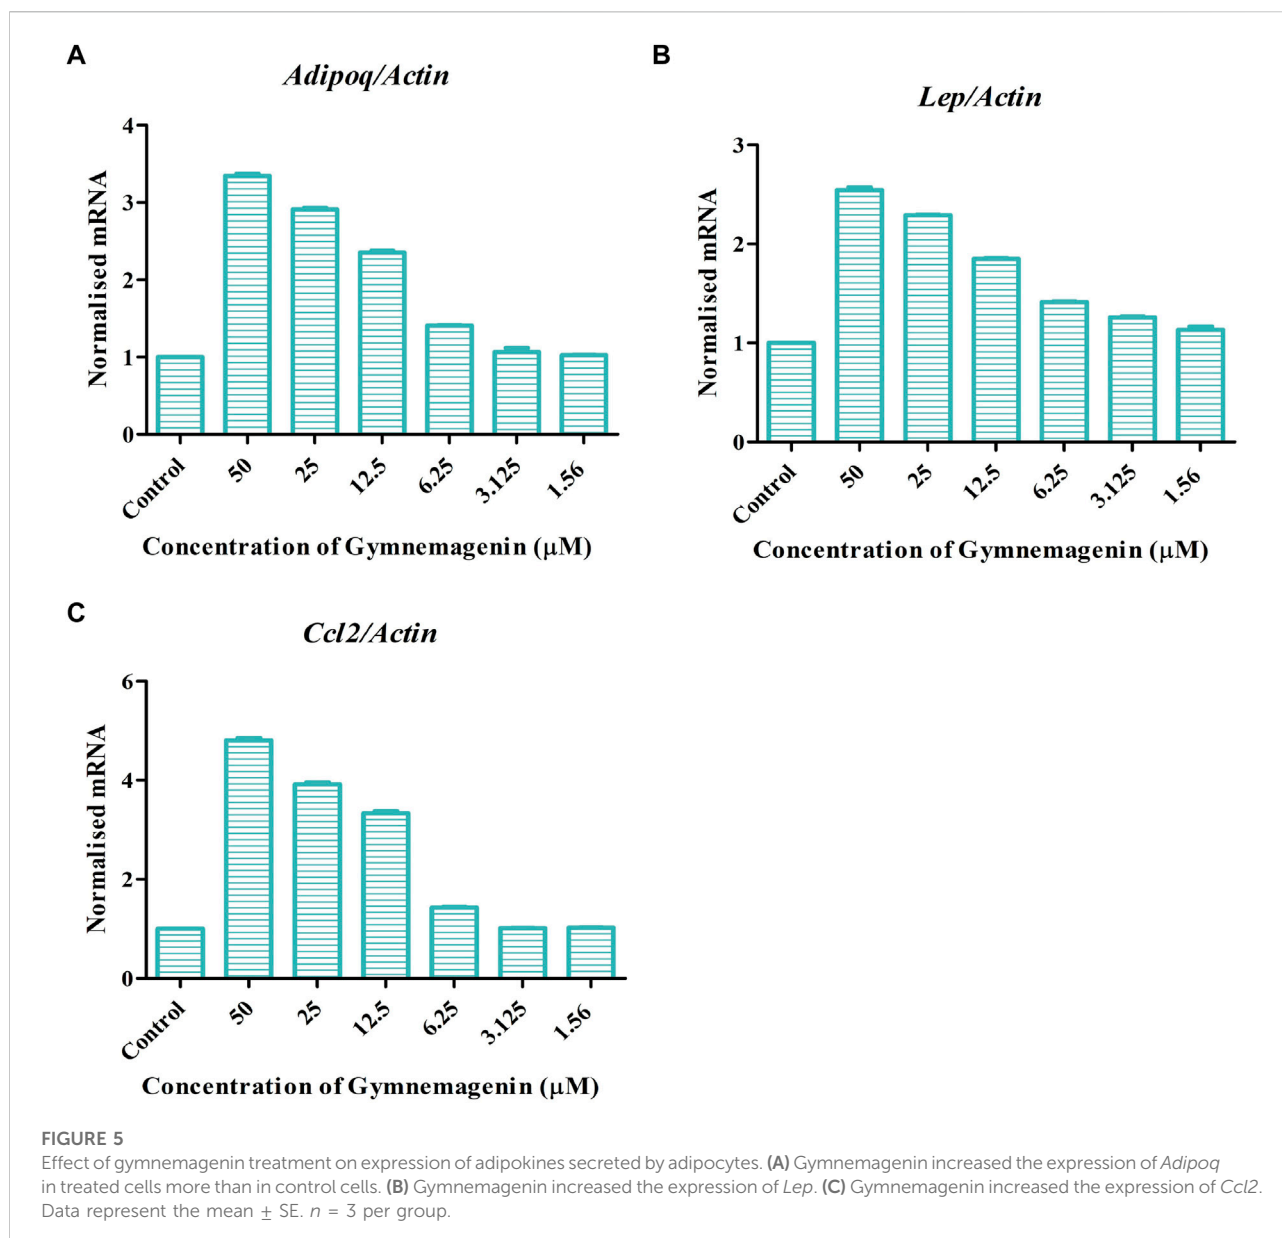 A
Adipoq/Actin
Normalised mRNA
4
3
2
1
0
Control
50
25
12.5
6.25
3.125
1.56
Concentration of Gymnemagenin (μM)
B
Lep/Actin
Normalised mRNA
3
2
1
0
Control
50
25
12.5
6.25
3.125
1.56
Concentration of Gymnemagenin (μM)
C
Ccl2/Actin
Normalised mRNA
6
4
2
0
Control
50
25
12.5
6.25
3.125
1.56
Concentration of Gymnemagenin (μM)
FIGURE 5
Effect of gymnemagenin treatment on expression of adipokines secreted by adipocytes. (A) Gymnemagenin increased the expression of Adipoq
in treated cells more than in control cells. (B) Gymnemagenin increased the expression of Lep. (C) Gymnemagenin increased the expression of Ccl2.
Data represent the mean ± SE. n = 3 per group.